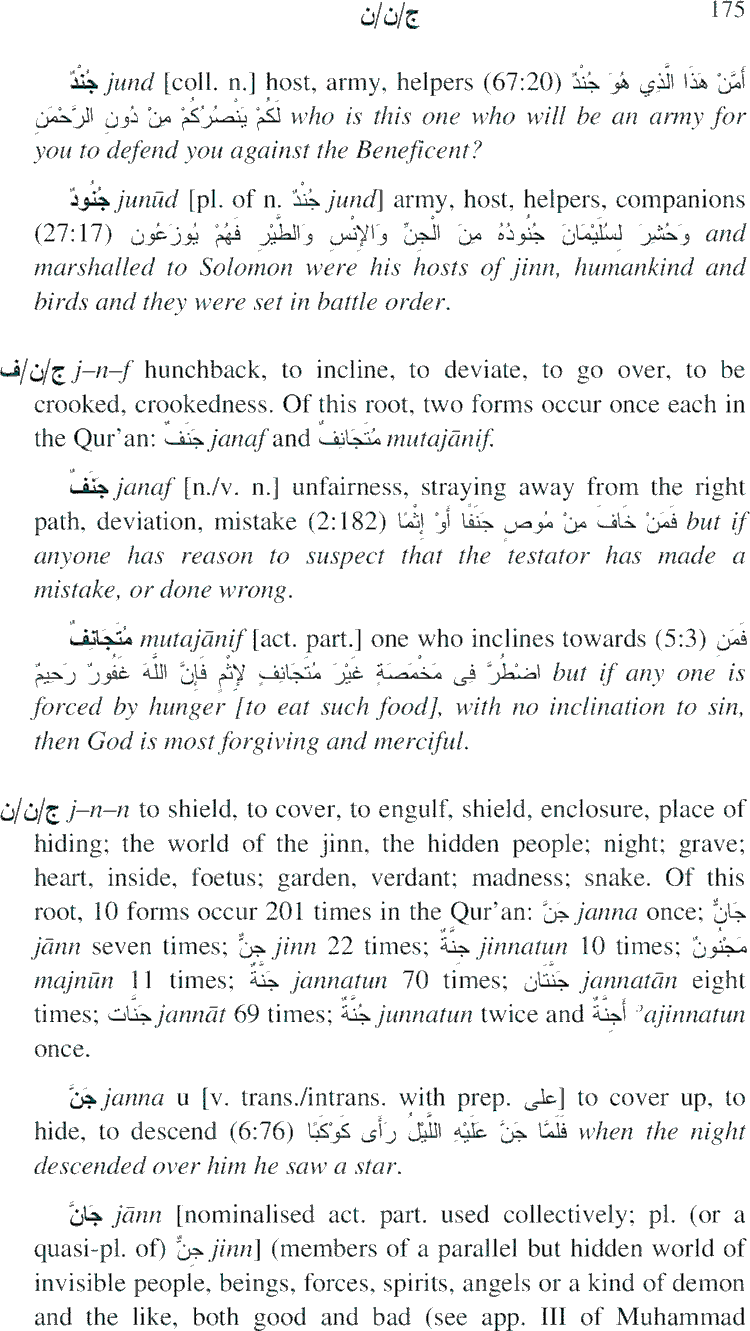 ج/ن/ن 175
جُنْدٌ jund [coll. n.] host, army, helpers (67:20) أَمَّنْ هَذَا الَّذِي هُوَ جُنْدٌ
لَكُمْ يَنْصُرُكُمْ مِنْ دُونِ الرَّحْمَنِ who is this one who will be an army for
you to defend you against the Beneficent?
جُنُودٌ junūd [pl. of n. جُنْدٌ jund] army, host, helpers, companions
(27:17) وَحُشِرَ لِسُلَيْمَانَ جُنُودُهُ مِنَ الْجِنِّ وَالإِنْسِ وَالطَّيْرِ فَهُمْ يُوزَعُون and
marshalled to Solomon were his hosts of jinn, humankind and
birds and they were set in battle order.
ج/ن/ف j–n–f hunchback, to incline, to deviate, to go over, to be
crooked, crookedness. Of this root, two forms occur once each in
the Qur'an: جَنَفٌ janaf and مُتَجَانِفٌ mutajānif.
جَنَفٌ janaf [n./v. n.] unfairness, straying away from the right
path, deviation, mistake (2:182) فَمَنْ خَافَ مِنْ مُوصٍ جَنَفًا أَوْ إِثْمًا but if
anyone has reason to suspect that the testator has made a
mistake, or done wrong.
مُتَجَانِفٌ mutajānif [act. part.] one who inclines towards (5:3) فَمَنِ
اضْطُرَّ فِى مَخْمَصَةٍ غَيْرَ مُتَجَانِفٍ لإِثْمٍ فَإِنَّ اللَّهَ غَفُورٌ رَحِيمٌ but if any one is
forced by hunger [to eat such food], with no inclination to sin,
then God is most forgiving and merciful.
ج/ن/ن j–n–n to shield, to cover, to engulf, shield, enclosure, place of
hiding; the world of the jinn, the hidden people; night; grave;
heart, inside, foetus; garden, verdant; madness; snake. Of this
root, 10 forms occur 201 times in the Qur'an: جَنَّ janna once; جَانٌّ
jānn seven times; جِنٌّ jinn 22 times; جِنَّةٌ jinnatun 10 times; مَجْنُونٌ
majnūn 11 times; جَنَّةٌ jannatun 70 times; جَنَّتَان jannatān eight
times; جَنَّات jannāt 69 times; جُنَّةٌ junnatun twice and أَجِنَّةٌ ʾajinnatun
once.
جَنَّ janna u [v. trans./intrans. with prep. على] to cover up, to
hide, to descend (6:76) فَلَمَّا جَنَّ عَلَيْهِ اللَّيْلُ رَأَى كَوْكَبًا when the night
descended over him he saw a star.
جَانَّ jānn [nominalised act. part. used collectively; pl. (or a
quasi-pl. of) جِنٌّ jinn] (members of a parallel but hidden world of
invisible people, beings, forces, spirits, angels or a kind of demon
and the like, both good and bad (see app. III of Muhammad